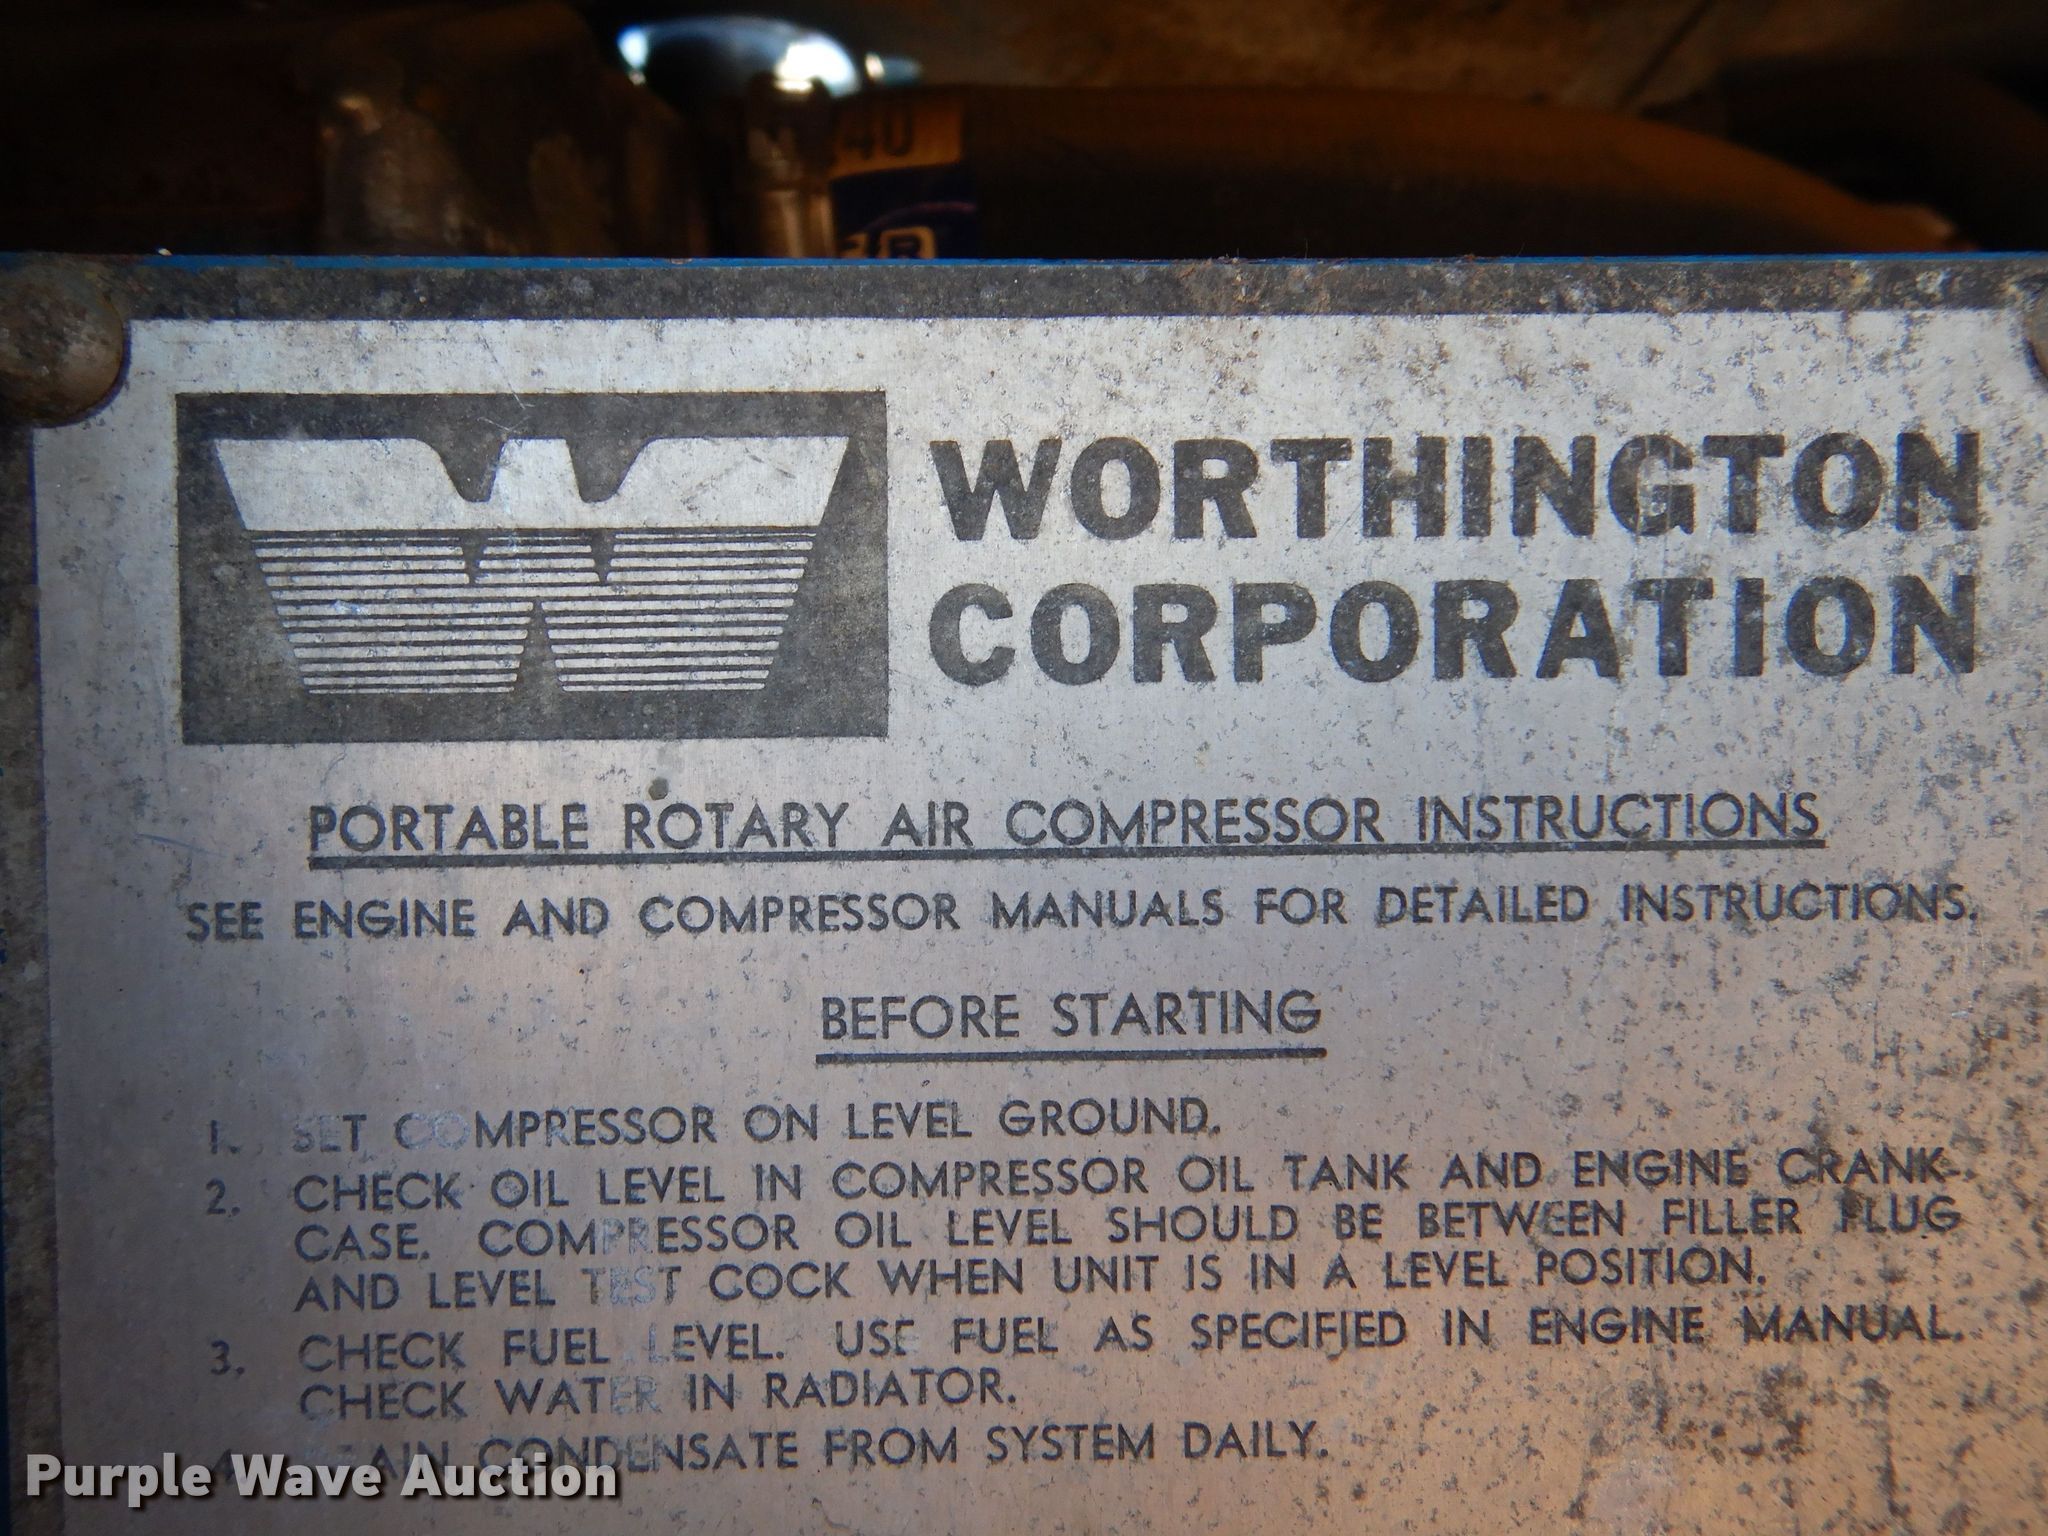 40
WORTHINGTON
CORPORATION
PORTABLE ROTARY AIR COMPRESSOR INSTRUCTIONS
SEE ENGINE AND COMPRESSOR MANUALS FOR DETAILED INSTRUCTIONS.
BEFORE STARTING
1. SET COMPRESSOR ON LEVEL GROUND.
2. CHECK OIL LEVEL IN COMPRESSOR OIL TANK AND ENGINE CRANK-
CASE. COMPRESSOR OIL LEVEL SHOULD BE BETWEEN FILLER PLUG
AND LEVEL TEST COCK WHEN UNIT IS IN A LEVEL POSITION.
3. CHECK FUEL LEVEL. USE FUEL AS SPECIFIED IN ENGINE MANUAL.
CHECK WATER IN RADIATOR.
4. DRAIN CONDENSATE FROM SYSTEM DAILY.
Purple Wave Auction